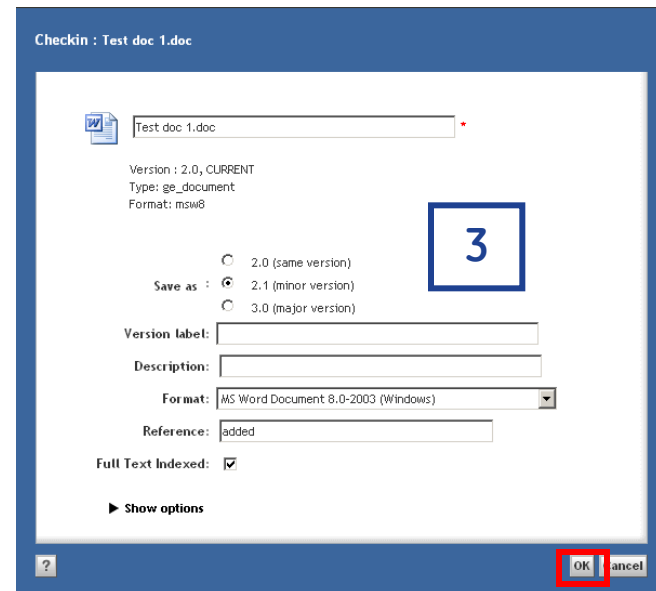 Checkin : Test doc 1.doc
Test doc 1.doc *
Version : 2.0, CURRENT
Type: ge_document
Format: msw8
3
2.0 (same version)
Save as : 2.1 (minor version)
3.0 (major version)
Version label:
Description:
Format: MS Word Document 8.0-2003 (Windows)
Reference: added
Full Text Indexed:
Show options
? OK Cancel